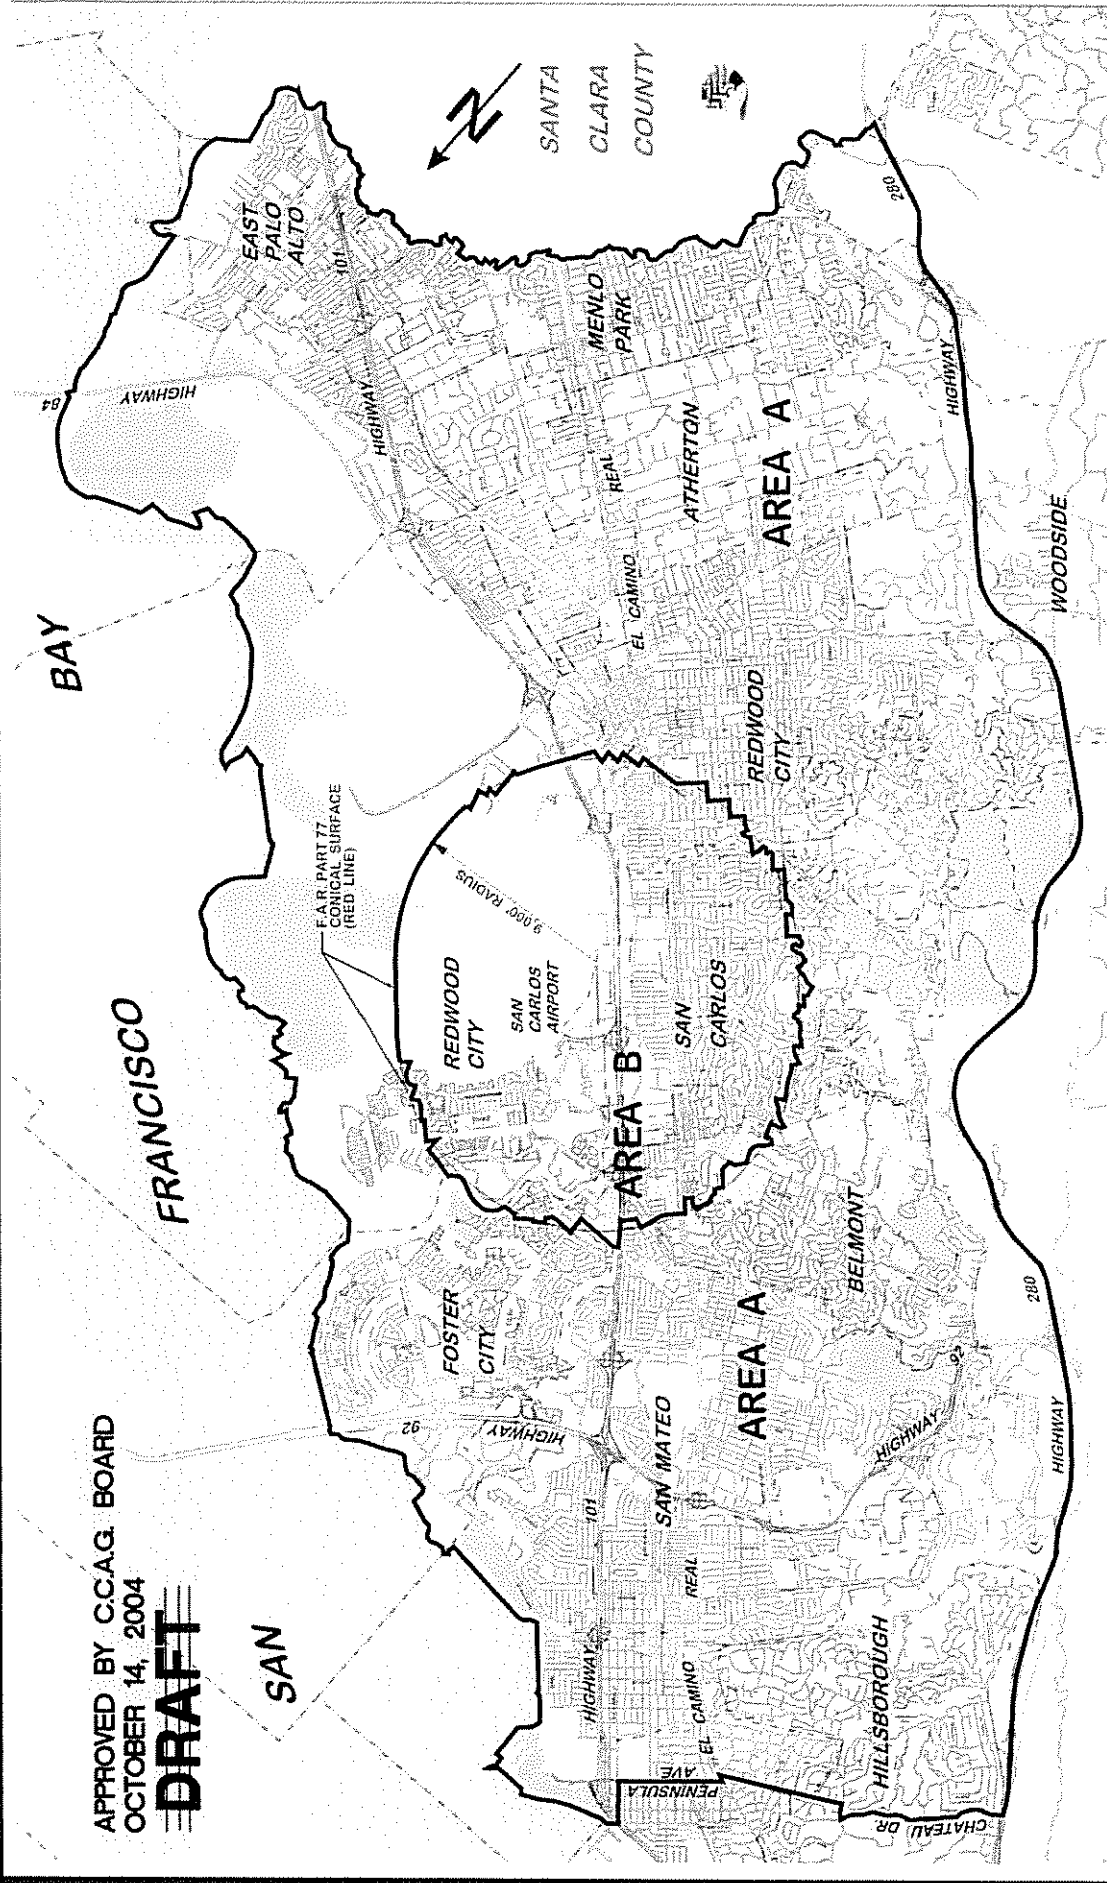 APPROVED BY C.C.A.G. BOARD
OCTOBER 14, 2004
DRAFT
SAN
FRANCISCO
BAY
N
SANTA
CLARA
COUNTY
F.A.R. PART 77
CONICAL SURFACE
(RED LINE)
9,000' RADIUS
REDWOOD
CITY
SAN
CARLOS
AIRPORT
AREA B
SAN
CARLOS
FOSTER
CITY
92
HIGHWAY
101
HIGHWAY
SAN MATEO
AREA A
BELMONT
HIGHWAY
92
280
HIGHWAY
EL CAMINO
REAL
HILLSBOROUGH
PENINSULA
AVE
CHATEAU DR.
EAST
PALO
ALTO
101
HIGHWAY
84
HIGHWAY
MENLO
PARK
ATHERTON
AREA A
EL CAMINO
REAL
REDWOOD
CITY
280
HIGHWAY
WOODSIDE